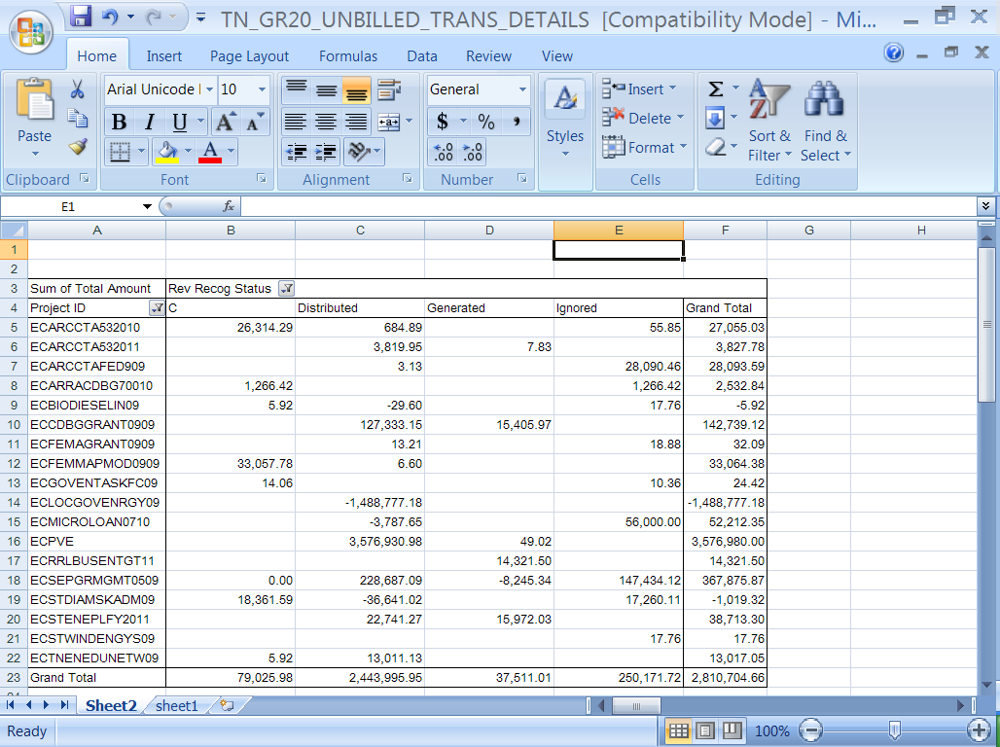 TN_GR20_UNBILLED_TRANS_DETAILS [Compatibility Mode] - Mi...
Home Insert Page Layout Formulas Data Review View
Arial Unicode 10 General Insert Σ
Paste B I U A A $ % , Styles Delete Sort & Filter Find & Select
A .00 .00 Format
Clipboard Font Alignment Number Cells Editing
E1 fx
A B C D E F G H
1
2
3 Sum of Total Amount Rev Recog Status
4 Project ID C Distributed Generated Ignored Grand Total
5 ECARCCTA532010 26,314.29 684.89 55.85 27,055.03
6 ECARCCTA532011 3,819.95 7.83 3,827.78
7 ECARCCTAFED909 3.13 28,090.46 28,093.59
8 ECARRACDBG70010 1,266.42 1,266.42 2,532.84
9 ECBIODIESELIN09 5.92 -29.60 17.76 -5.92
10 ECCDBGGRANT0909 127,333.15 15,405.97 142,739.12
11 ECFEMAGRANT0909 13.21 18.88 32.09
12 ECFEMMAPMOD0909 33,057.78 6.60 33,064.38
13 ECGOVENTASKFC09 14.06 10.36 24.42
14 ECLOCGOVENRGY09 -1,488,777.18 -1,488,777.18
15 ECMICROLOAN0710 -3,787.65 56,000.00 52,212.35
16 ECPVE 3,576,930.98 49.02 3,576,980.00
17 ECRRLBUSENTGT11 14,321.50 14,321.50
18 ECSEPGRMGMT0509 0.00 228,687.09 -8,245.34 147,434.12 367,875.87
19 ECSTDIAMSKADM09 18,361.59 -36,641.02 17,260.11 -1,019.32
20 ECSTENEPLFY2011 22,741.27 15,972.03 38,713.30
21 ECSTWINDENGYS09 17.76 17.76
22 ECTNENEDUNETW09 5.92 13,011.13 13,017.05
23 Grand Total 79,025.98 2,443,995.95 37,511.01 250,171.72 2,810,704.66
Sheet2 sheet1
Ready 100%